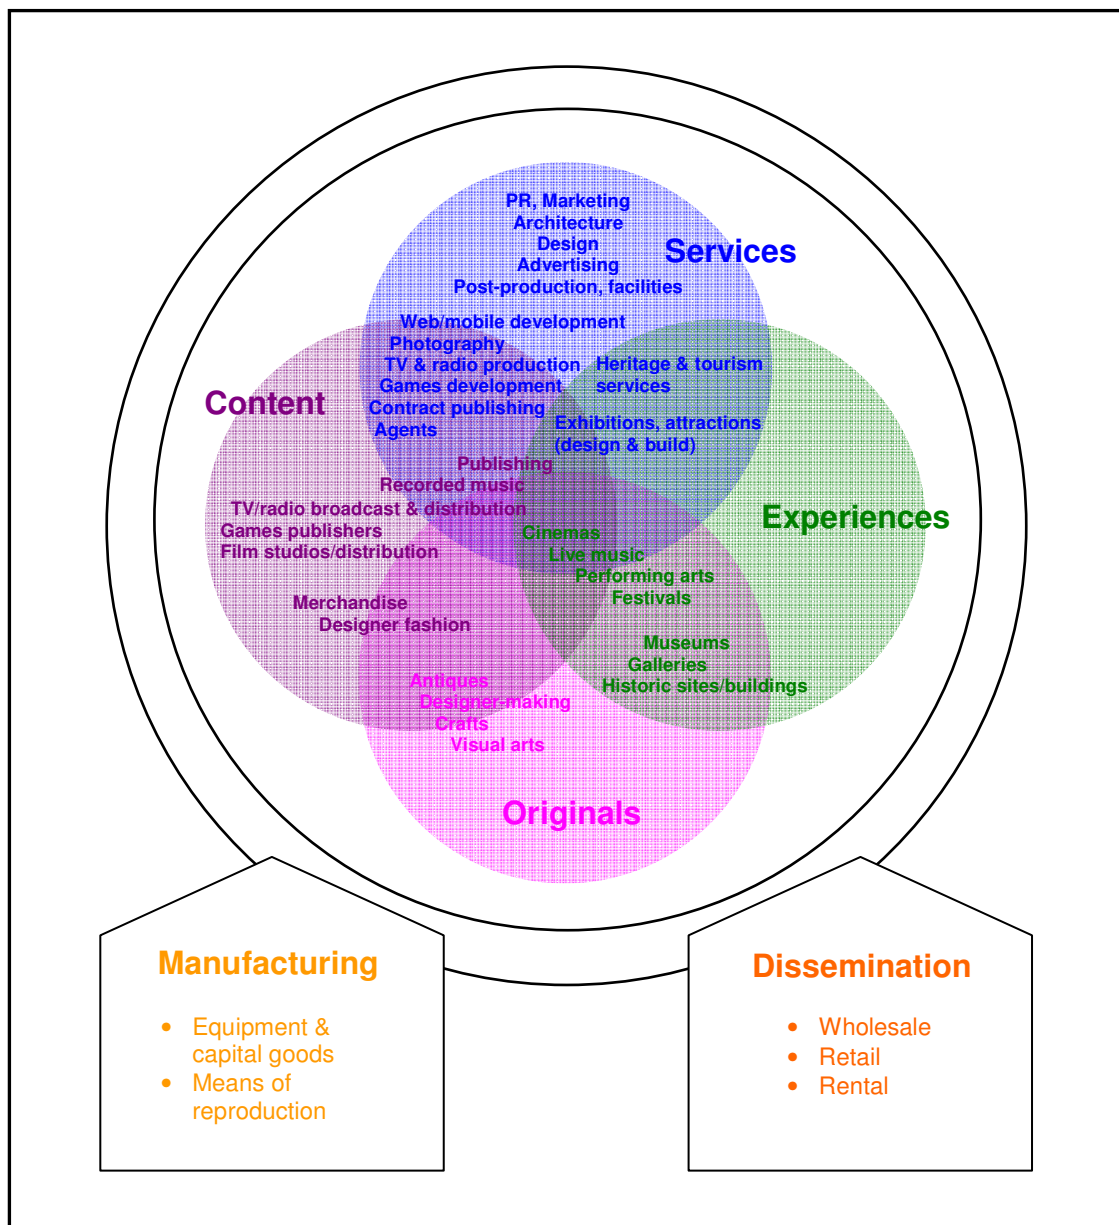 PR, Marketing
Architecture
Design
Services
Advertising
Post-production, facilities
Web/mobile development
Photography
TV & radio production
Games development
Contract publishing
Agents
Heritage & tourism
services
Exhibitions, attractions
(design & build)
Content
Publishing
Recorded music
TV/radio broadcast & distribution
Games publishers
Film studios/distribution
Merchandise
Designer fashion
Experiences
Cinemas
Live music
Performing arts
Festivals
Museums
Galleries
Historic sites/buildings
Antiques
Designer-making
Crafts
Visual arts
Originals
Manufacturing
• Equipment &
capital goods
• Means of
reproduction
Dissemination
• Wholesale
• Retail
• Rental